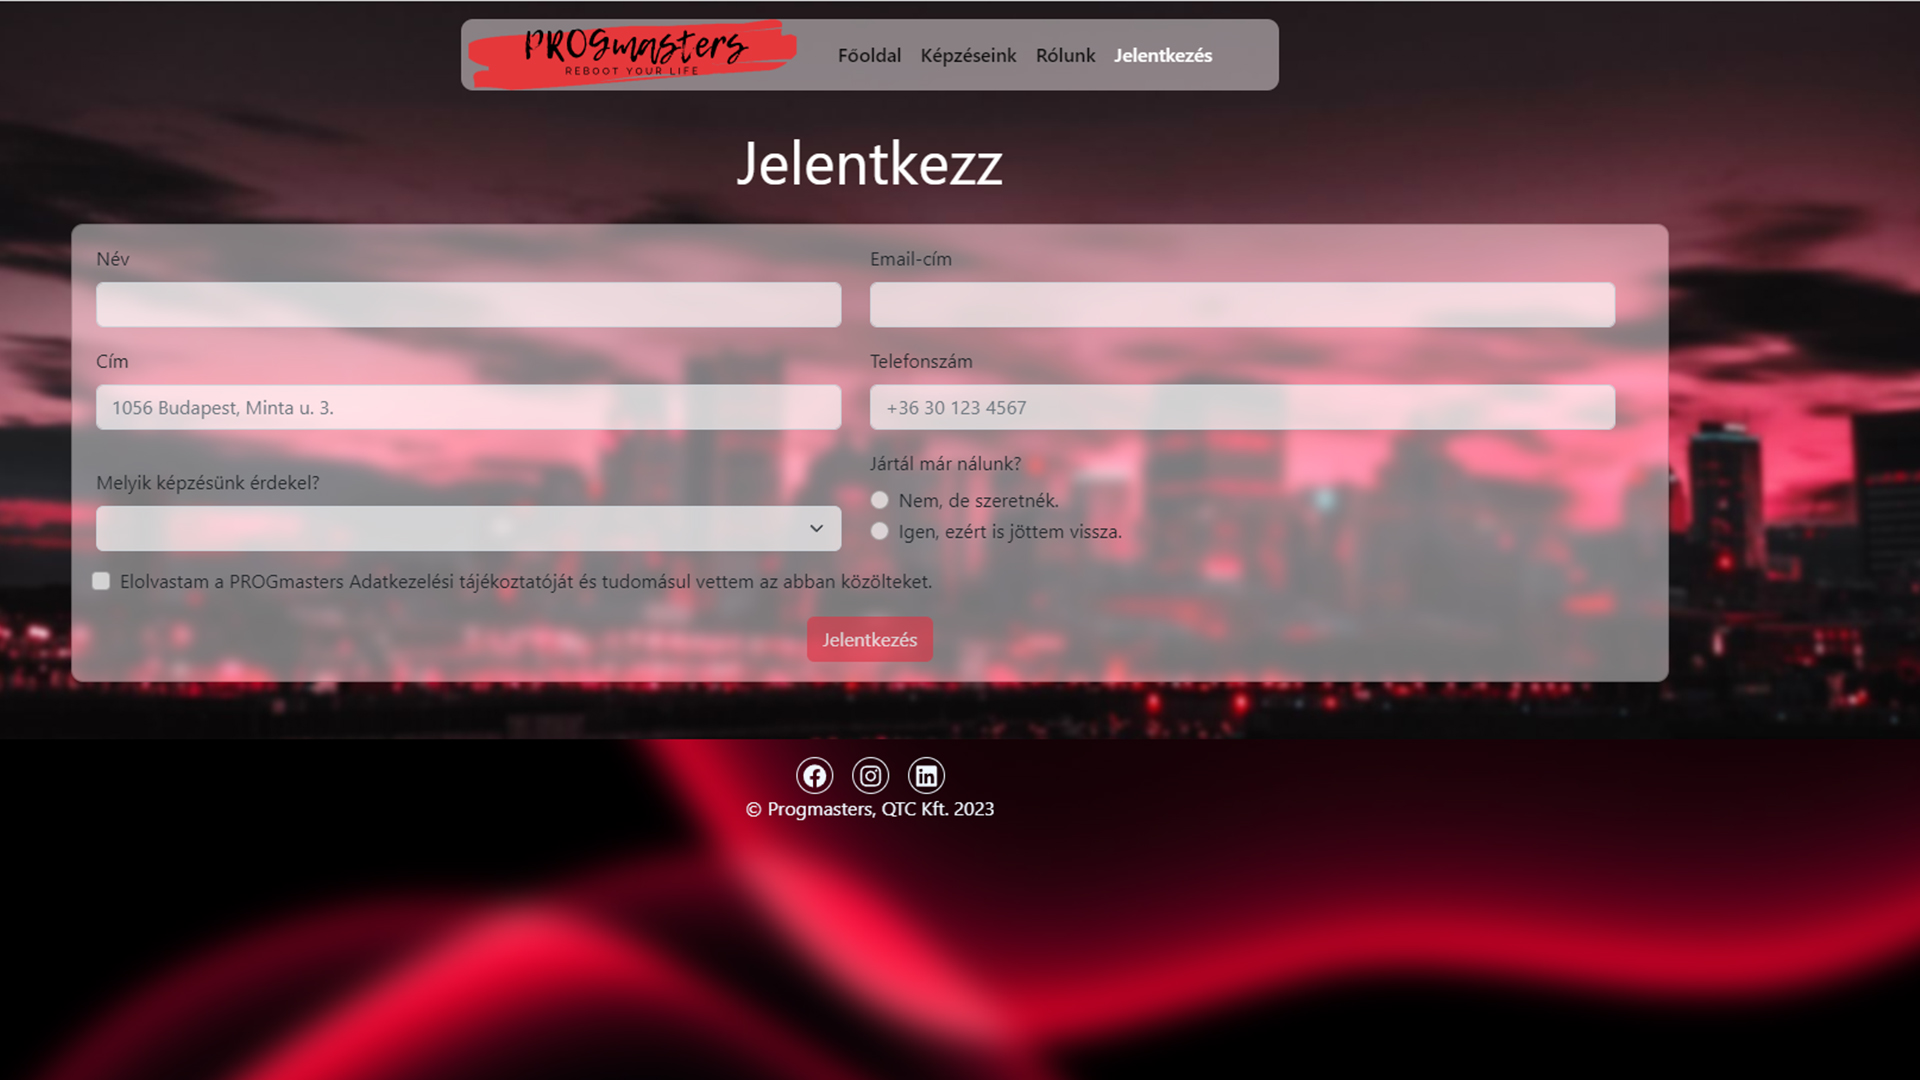 PROGmasters
REBOOT YOUR LIFE
Főoldal Képzéseink Rólunk Jelentkezés
Jelentkezz
Név
Email-cím
Cím
1056 Budapest, Minta u. 3.
Telefonszám
+36 30 123 4567
Melyik képzésünk érdekel?
Jártál már nálunk?
Nem, de szeretnék.
Igen, ezért is jöttem vissza.
Elolvastam a PROGmasters Adatkezelési tájékoztatóját és tudomásul vettem az abban közölteket.
Jelentkezés
© Progmasters, QTC Kft. 2023